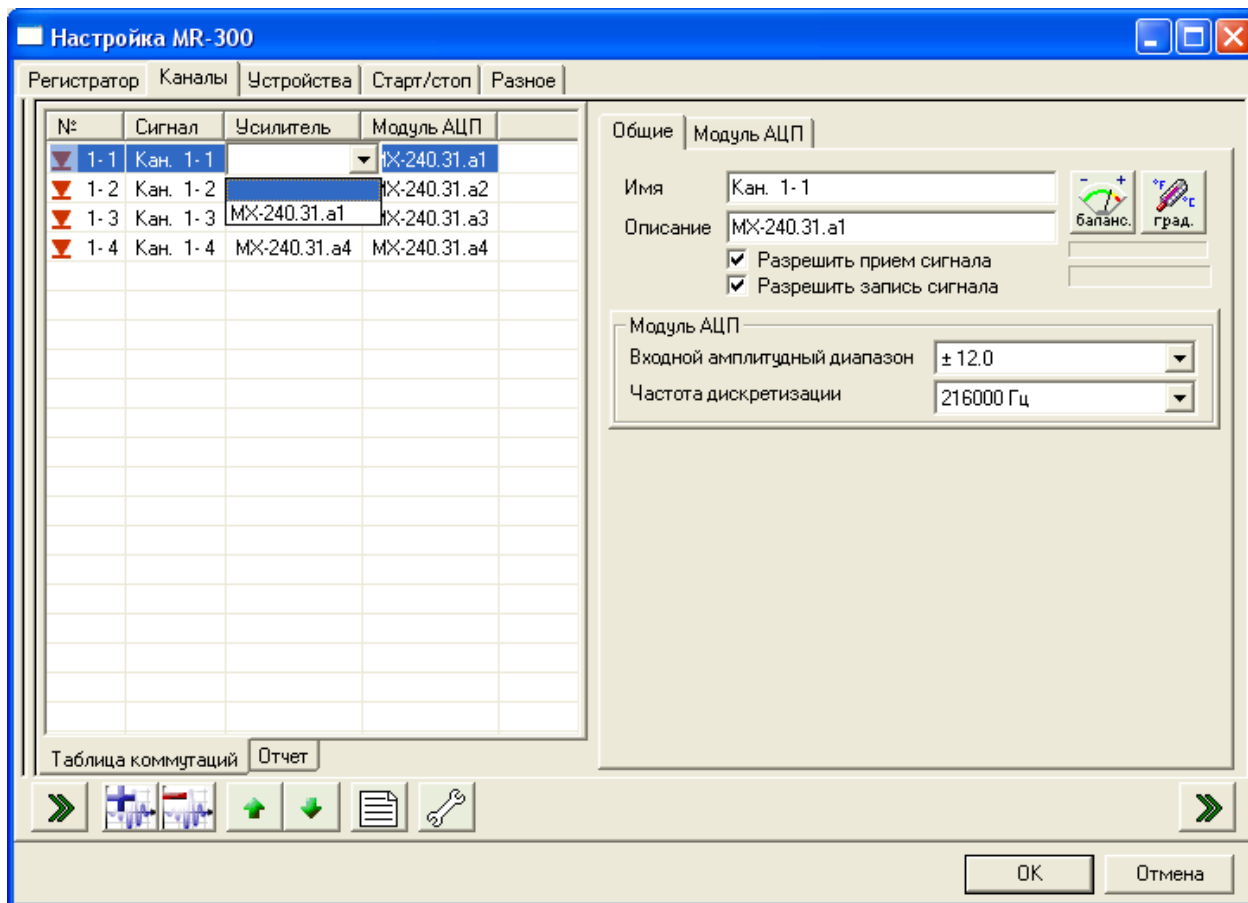 Настройка MR-300
Регистратор Каналы Устройства Старт/стоп Разное
№ Сигнал Усилитель Модуль АЦП
1-1 Кан. 1-1 MX-240.31.a1
1-2 Кан. 1-2 MX-240.31.a2
1-3 Кан. 1-3 MX-240.31.a1 MX-240.31.a3
1-4 Кан. 1-4 MX-240.31.a4 MX-240.31.a4
Таблица коммутаций Отчет
Общие Модуль АЦП
Имя Кан. 1-1
Описание MX-240.31.a1
- +
баланс.
°F °C
град.
Разрешить прием сигнала
Разрешить запись сигнала
Модуль АЦП
Входной амплитудный диапазон ± 12.0
Частота дискретизации 216000 Гц
OK Отмена